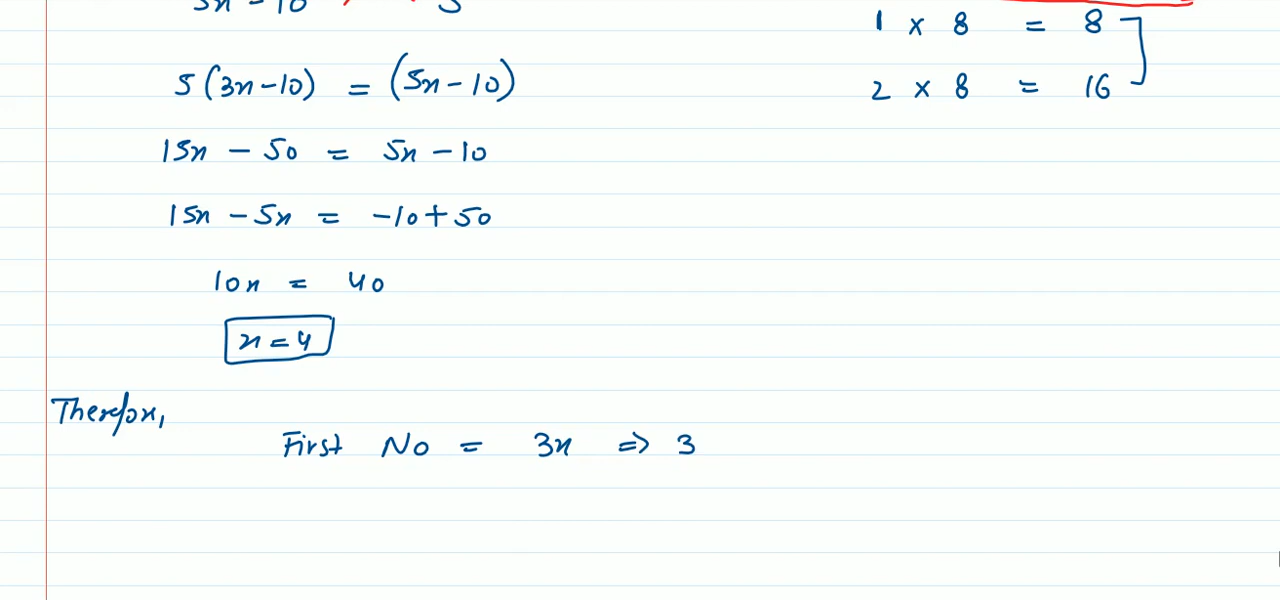 5(3x-10) = (5x-10)
15x - 50 = 5x - 10
15x - 5x = -10+50
10x = 40
x = 4
Therefore,
First No = 3x => 3
1 x 8 = 8
2 x 8 = 16